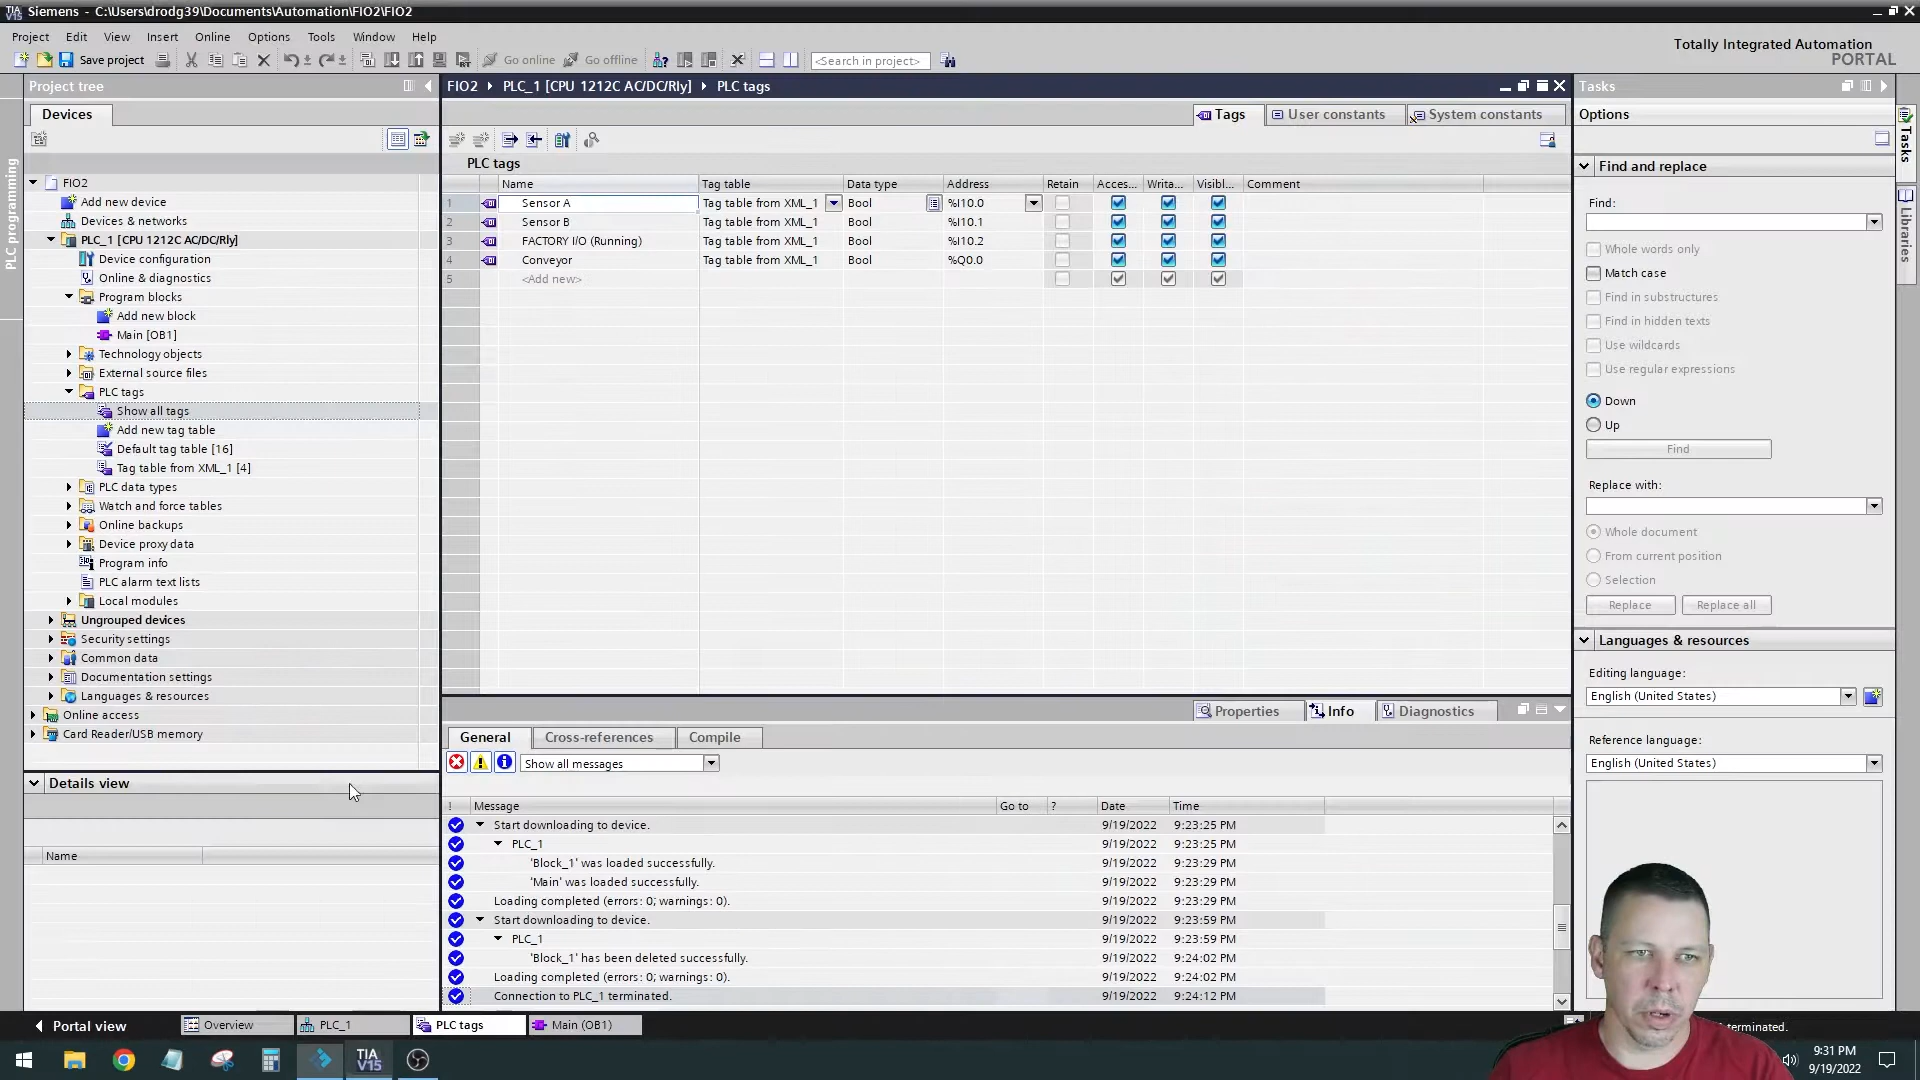 Siemens - C:\Users\drodg39\Documents\Automation\FIO2\FIO2
Project Edit View Insert Online Options Tools Window Help
Totally Integrated Automation
PORTAL
Save project
Go online
Go offline
<Search in project>
Project tree
FIO2 PLC_1 [CPU 1212C AC/DC/Rly] PLC tags
Tasks
Devices
Tags
User constants
System constants
Options
PLC programming
Tasks
Libraries
FIO2
Add new device
Devices & networks
PLC_1 [CPU 1212C AC/DC/Rly]
Device configuration
Online & diagnostics
Program blocks
Add new block
Main [OB1]
Technology objects
External source files
PLC tags
Show all tags
Add new tag table
Default tag table [16]
Tag table from XML_1 [4]
PLC data types
Watch and force tables
Online backups
Device proxy data
Program info
PLC alarm text lists
Local modules
Ungrouped devices
Security settings
Common data
Documentation settings
Languages & resources
Online access
Card Reader/USB memory
Details view
Name
PLC tags
Name Tag table Data type Address Retain Acces... Writa... Visibl... Comment
1 Sensor A Tag table from XML_1 Bool %I10.0
2 Sensor B Tag table from XML_1 Bool %I10.1
3 FACTORY I/O (Running) Tag table from XML_1 Bool %I10.2
4 Conveyor Tag table from XML_1 Bool %Q0.0
5 <Add new>
Properties
Info
Diagnostics
General
Cross-references
Compile
Show all messages
! Message Go to ? Date Time
Start downloading to device. 9/19/2022 9:23:25 PM
PLC_1 9/19/2022 9:23:25 PM
'Block_1' was loaded successfully. 9/19/2022 9:23:29 PM
'Main' was loaded successfully. 9/19/2022 9:23:29 PM
Loading completed (errors: 0; warnings: 0). 9/19/2022 9:23:29 PM
Start downloading to device. 9/19/2022 9:23:59 PM
PLC_1 9/19/2022 9:23:59 PM
'Block_1' has been deleted successfully. 9/19/2022 9:24:02 PM
Loading completed (errors: 0; warnings: 0). 9/19/2022 9:24:02 PM
Connection to PLC_1 terminated. 9/19/2022 9:24:12 PM
Find and replace
Find:
Whole words only
Match case
Find in substructures
Find in hidden texts
Use wildcards
Use regular expressions
Down
Up
Find
Replace with:
Whole document
From current position
Selection
Replace
Replace all
Languages & resources
Editing language:
English (United States)
Reference language:
English (United States)
Portal view
Overview
PLC_1
PLC tags
Main (OB1)
terminated.
TIA
V15
9:31 PM
9/19/2022